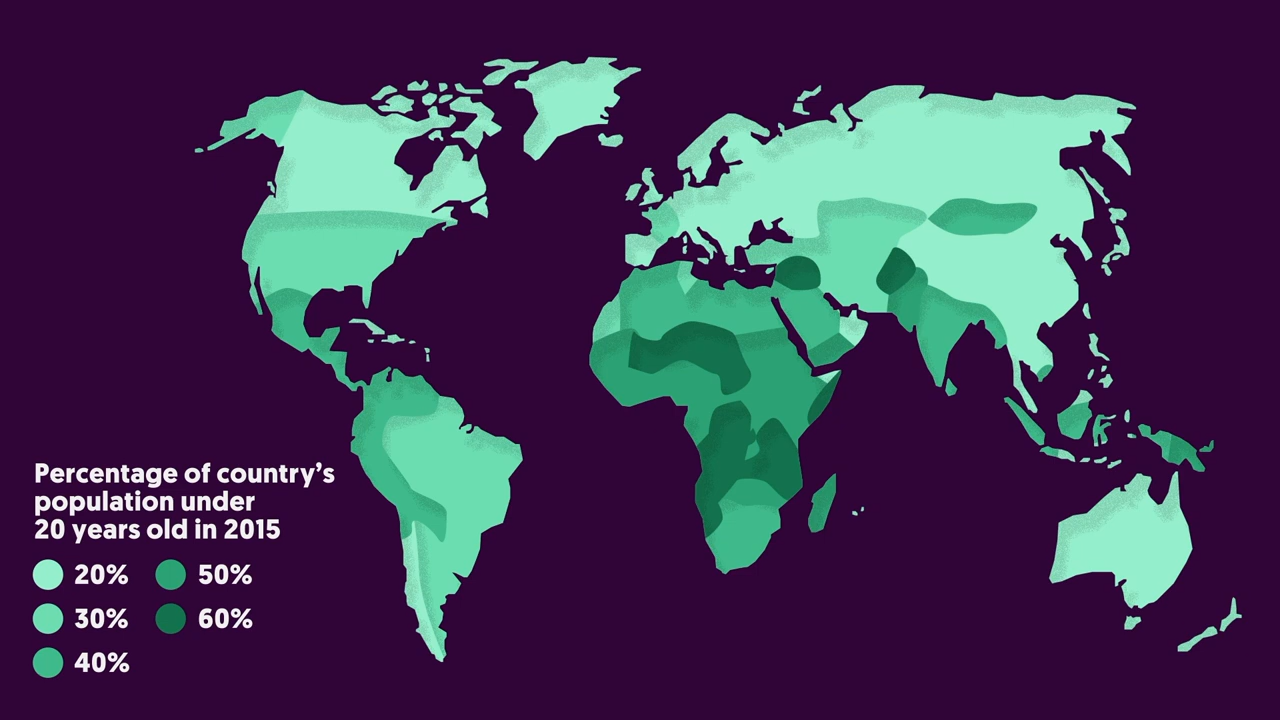 Percentage of country's
population under
20 years old in 2015
20%
50%
30%
60%
40%